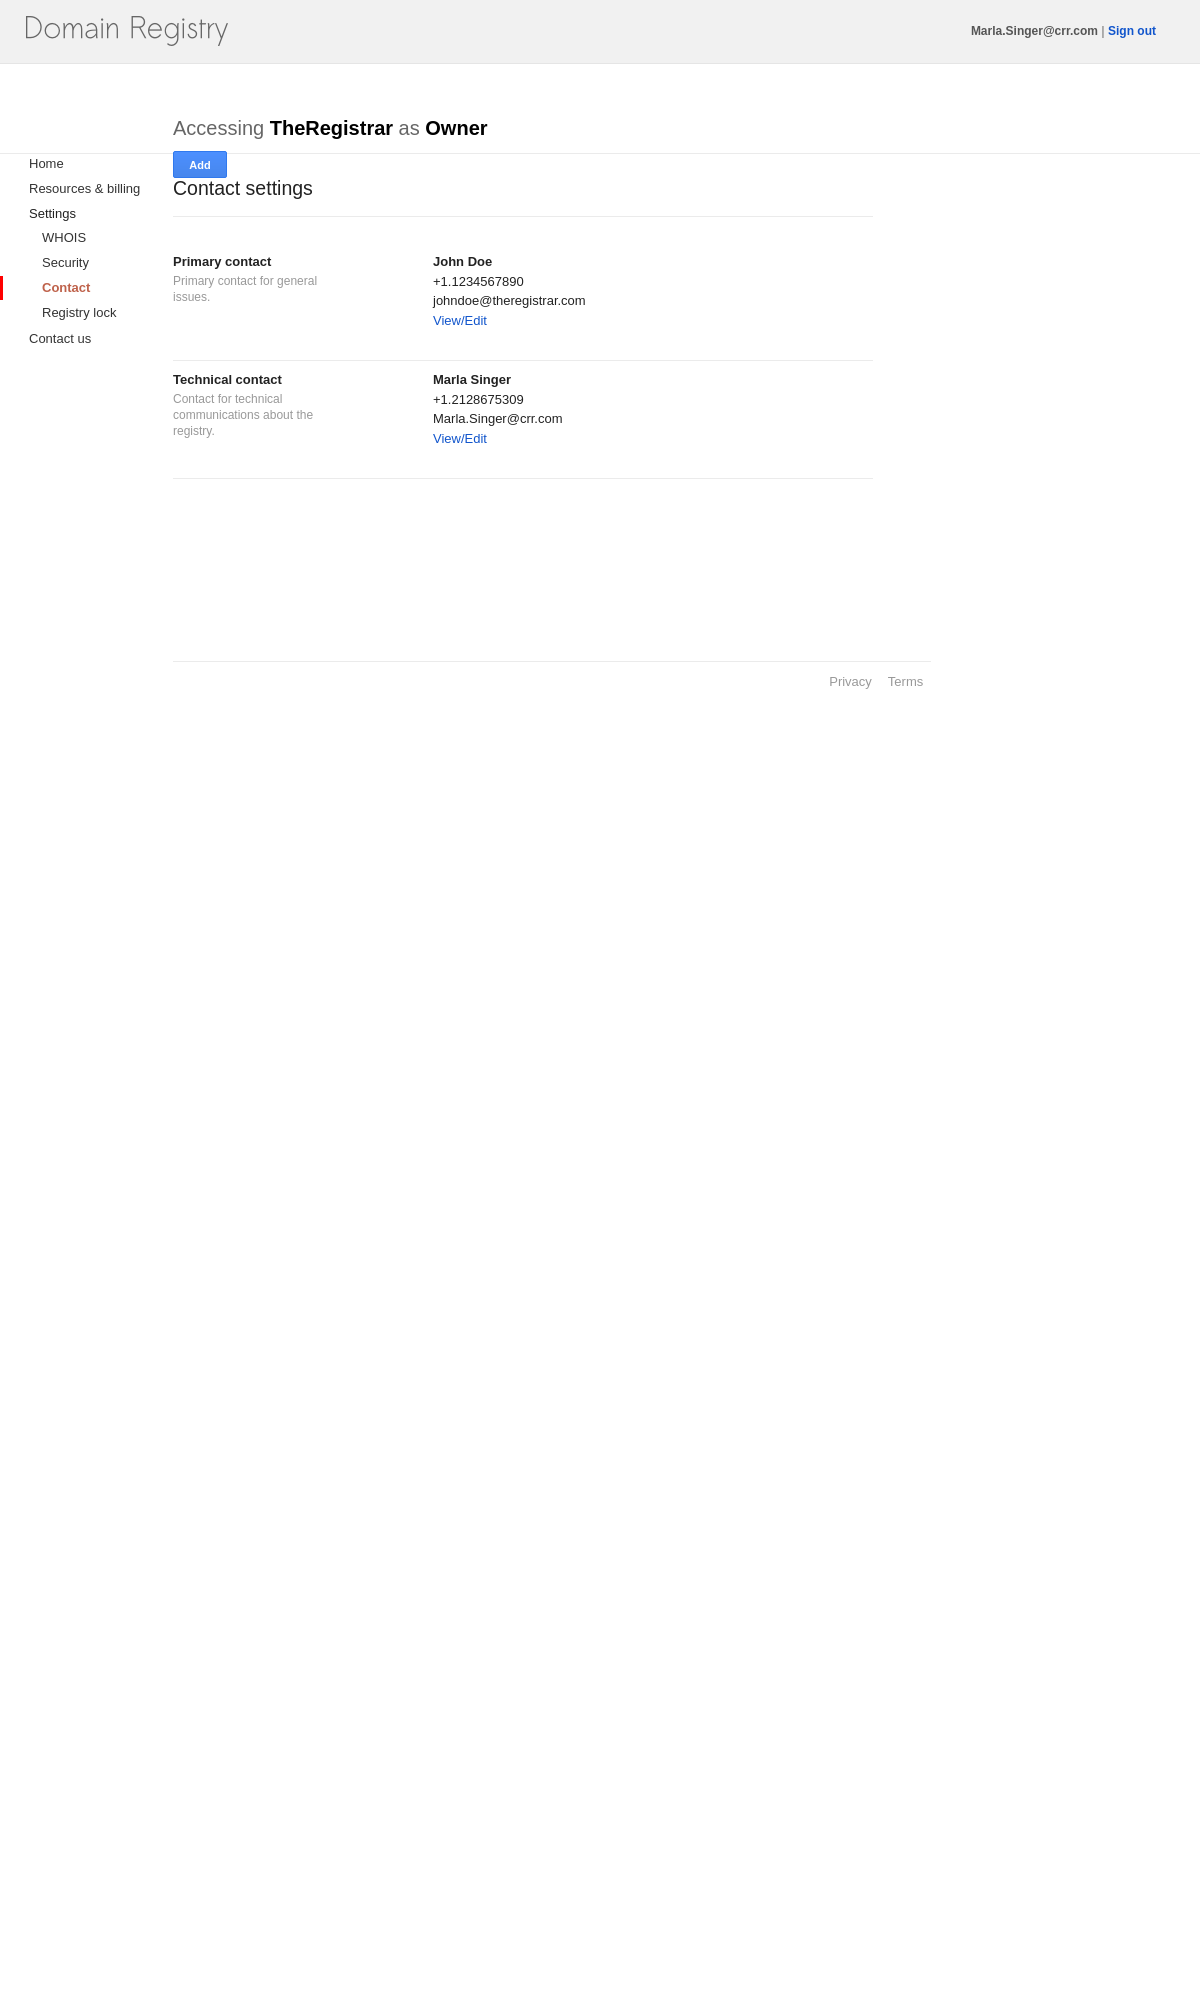 Domain Registry
Marla.Singer@crr.com | Sign out
Accessing TheRegistrar as Owner
Add
Home
Resources & billing
Settings
WHOIS
Security
Contact
Registry lock
Contact us
Contact settings
Primary contact
Primary contact for general
issues.
John Doe
+1.1234567890
johndoe@theregistrar.com
View/Edit
Technical contact
Contact for technical
communications about the
registry.
Marla Singer
+1.2128675309
Marla.Singer@crr.com
View/Edit
Privacy Terms